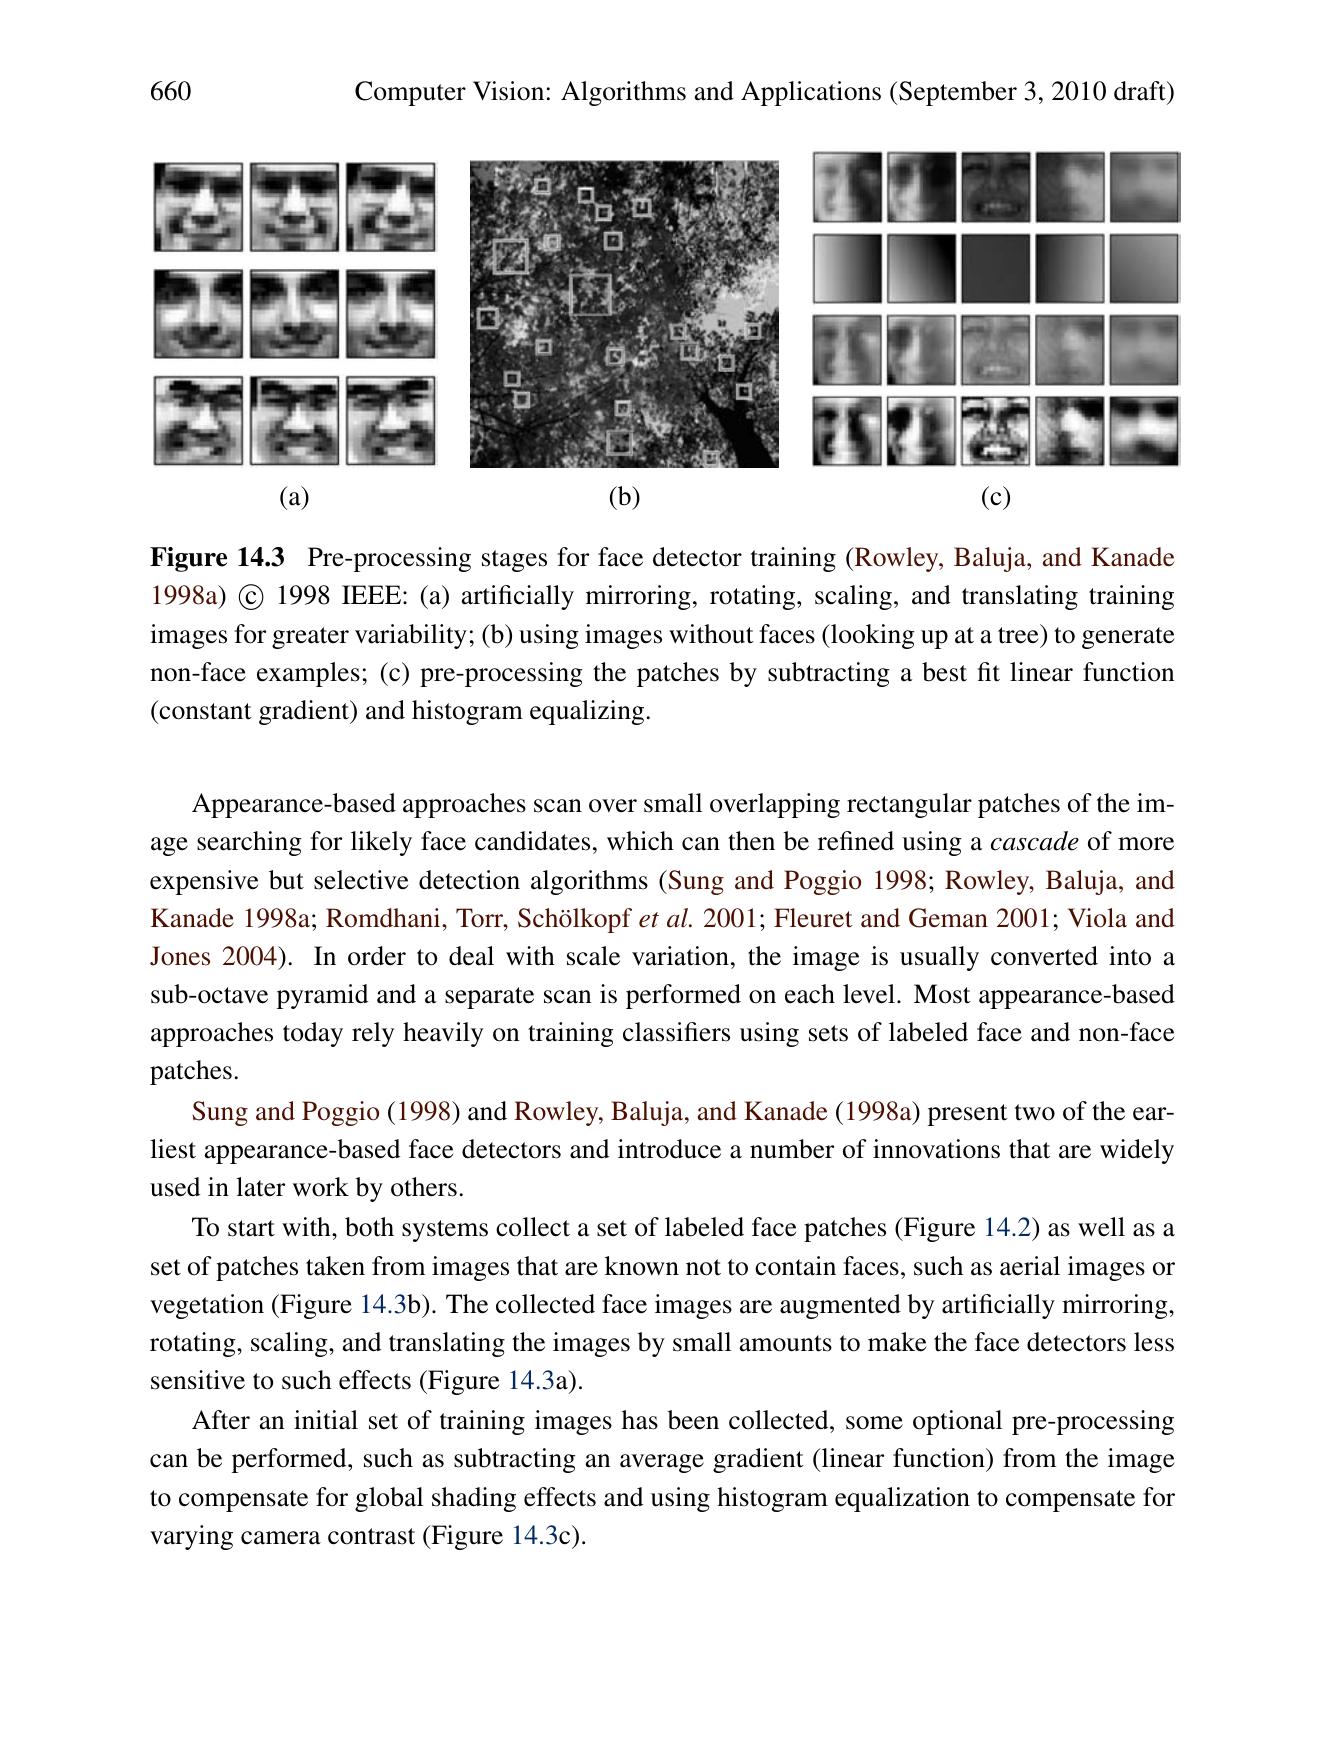 660 Computer Vision: Algorithms and Applications (September 3, 2010 draft)
(a) (b) (c)
Figure 14.3 Pre-processing stages for face detector training (Rowley, Baluja, and Kanade
1998a) © 1998 IEEE: (a) artificially mirroring, rotating, scaling, and translating training
images for greater variability; (b) using images without faces (looking up at a tree) to generate
non-face examples; (c) pre-processing the patches by subtracting a best fit linear function
(constant gradient) and histogram equalizing.
Appearance-based approaches scan over small overlapping rectangular patches of the im-
age searching for likely face candidates, which can then be refined using a cascade of more
expensive but selective detection algorithms (Sung and Poggio 1998; Rowley, Baluja, and
Kanade 1998a; Romdhani, Torr, Schölkopf et al. 2001; Fleuret and Geman 2001; Viola and
Jones 2004). In order to deal with scale variation, the image is usually converted into a
sub-octave pyramid and a separate scan is performed on each level. Most appearance-based
approaches today rely heavily on training classifiers using sets of labeled face and non-face
patches.
Sung and Poggio (1998) and Rowley, Baluja, and Kanade (1998a) present two of the ear-
liest appearance-based face detectors and introduce a number of innovations that are widely
used in later work by others.
To start with, both systems collect a set of labeled face patches (Figure 14.2) as well as a
set of patches taken from images that are known not to contain faces, such as aerial images or
vegetation (Figure 14.3b). The collected face images are augmented by artificially mirroring,
rotating, scaling, and translating the images by small amounts to make the face detectors less
sensitive to such effects (Figure 14.3a).
After an initial set of training images has been collected, some optional pre-processing
can be performed, such as subtracting an average gradient (linear function) from the image
to compensate for global shading effects and using histogram equalization to compensate for
varying camera contrast (Figure 14.3c).